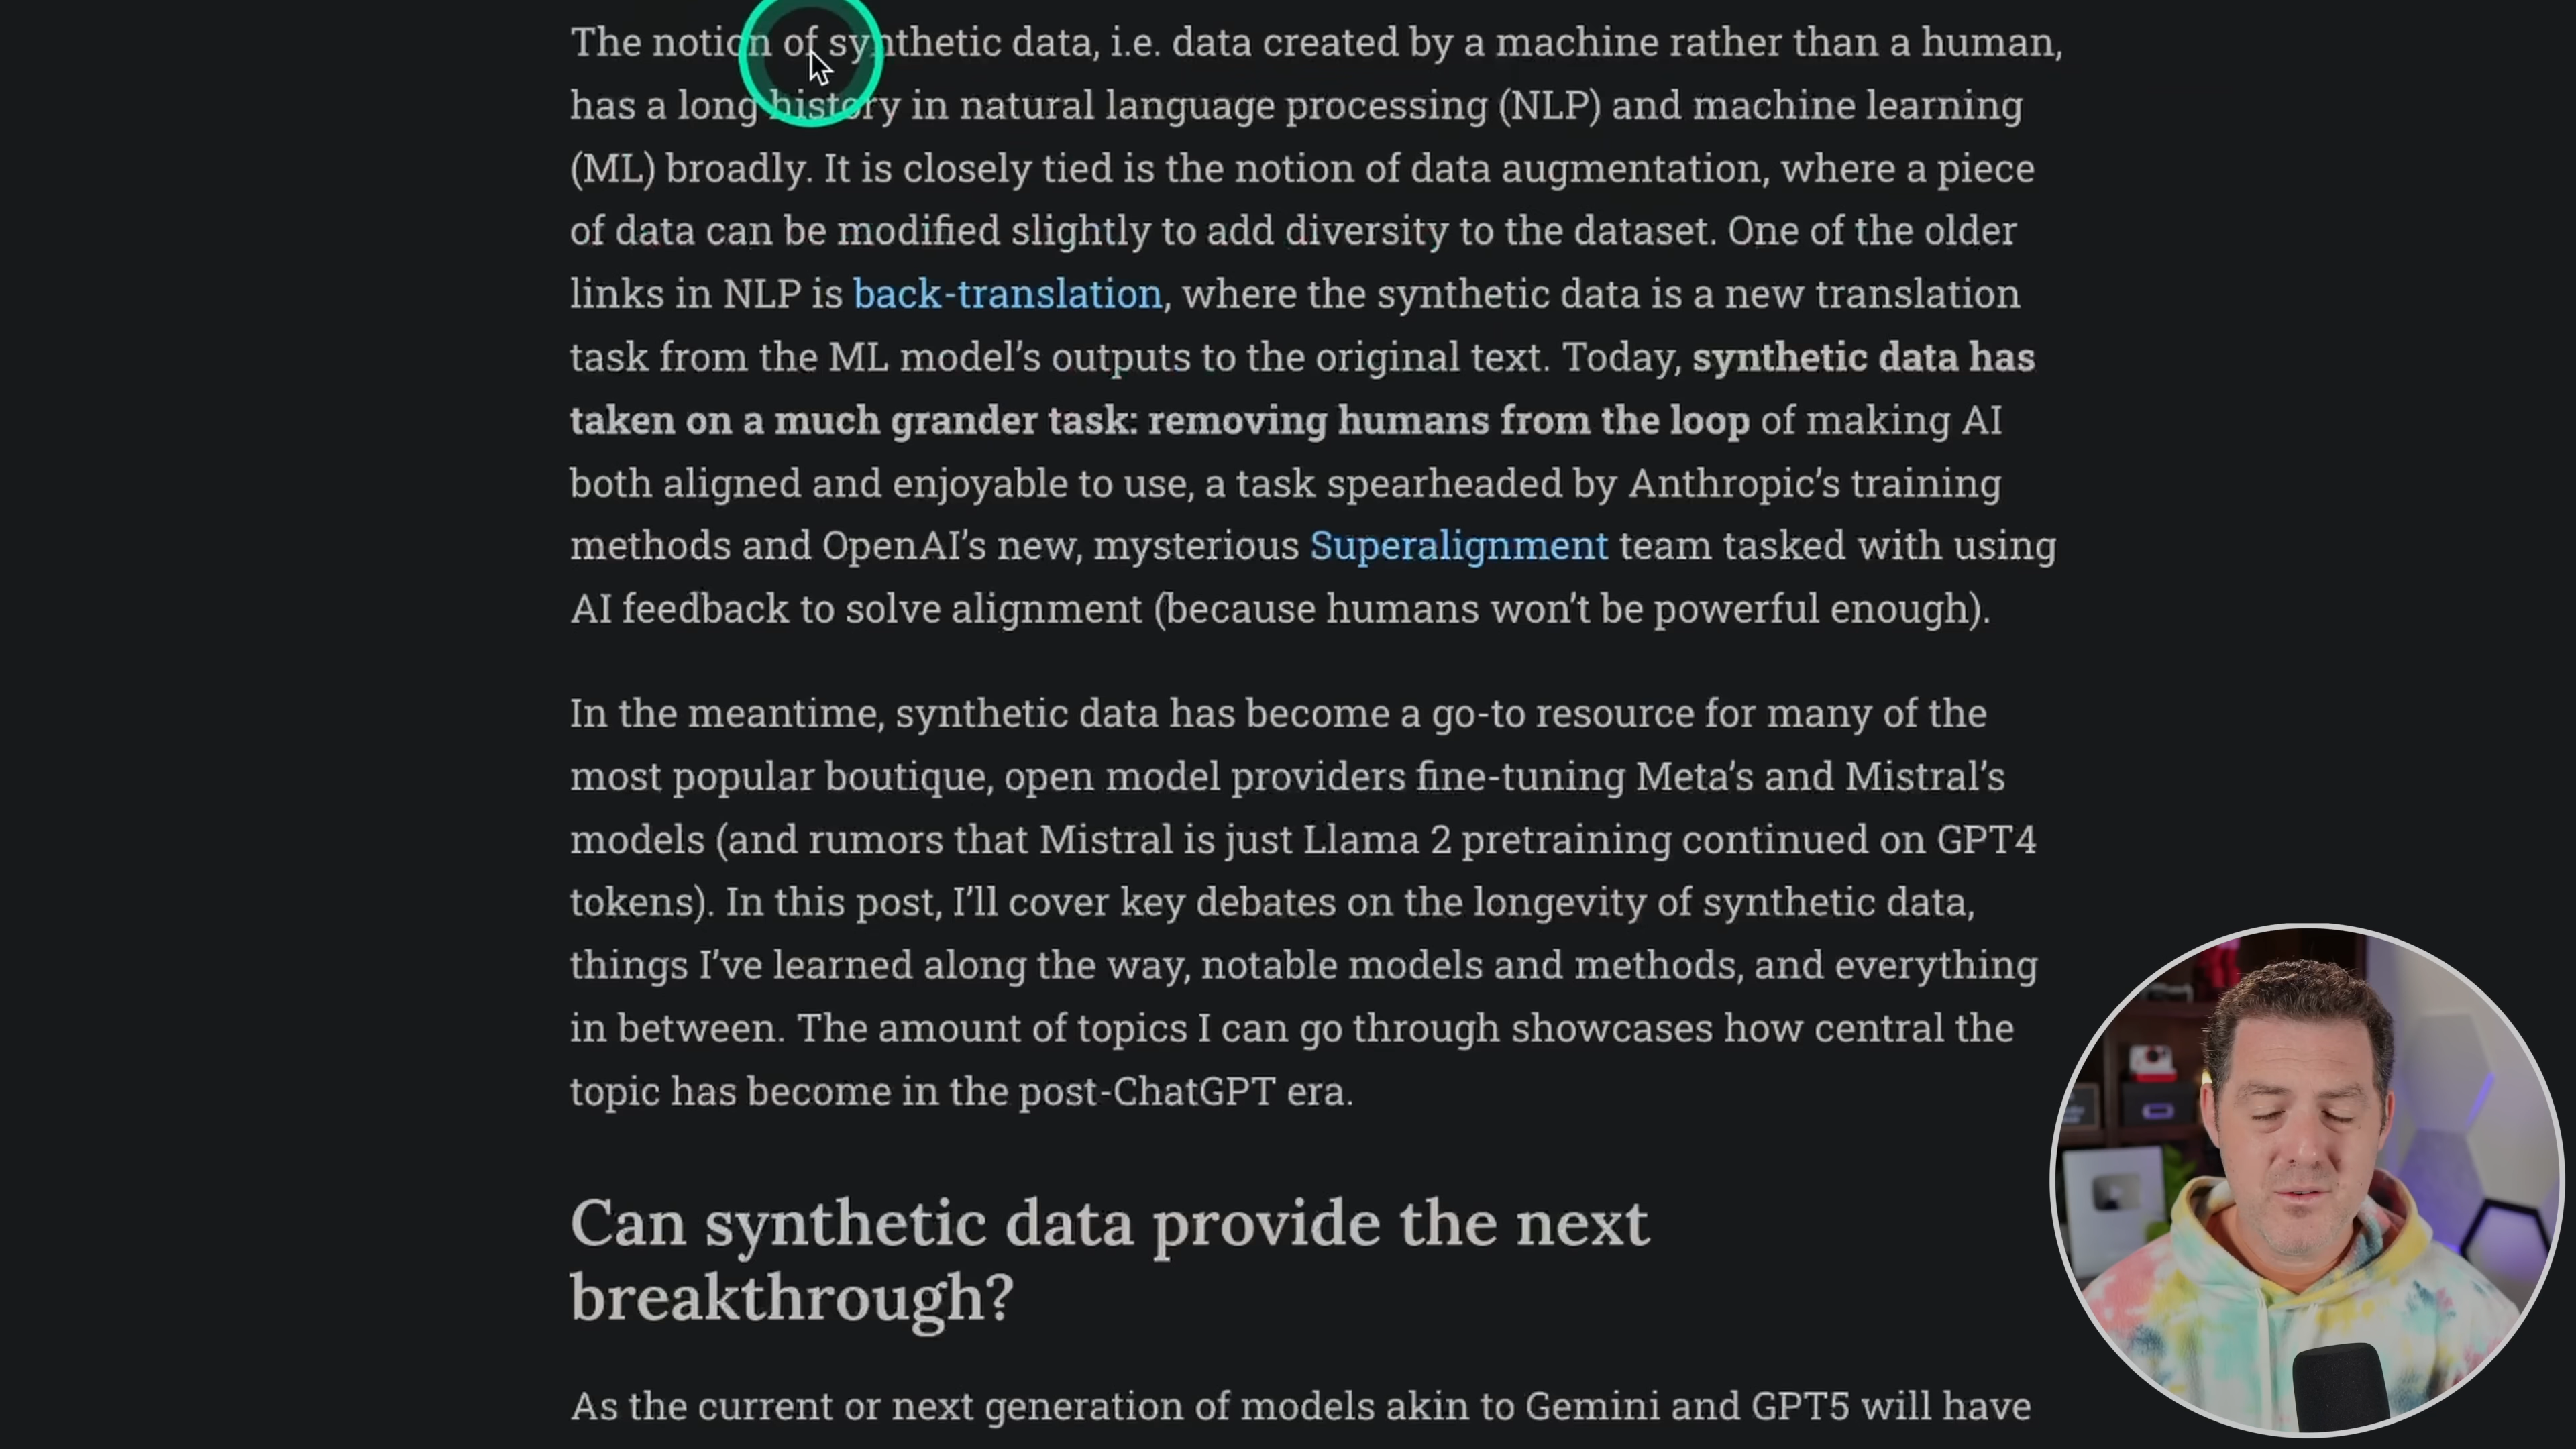 The notion of synthetic data, i.e. data created by a machine rather than a human,
has a long history in natural language processing (NLP) and machine learning
(ML) broadly. It is closely tied is the notion of data augmentation, where a piece
of data can be modified slightly to add diversity to the dataset. One of the older
links in NLP is back-translation, where the synthetic data is a new translation
task from the ML model’s outputs to the original text. Today, synthetic data has
taken on a much grander task: removing humans from the loop of making AI
both aligned and enjoyable to use, a task spearheaded by Anthropic’s training
methods and OpenAI’s new, mysterious Superalignment team tasked with using
AI feedback to solve alignment (because humans won’t be powerful enough).
In the meantime, synthetic data has become a go-to resource for many of the
most popular boutique, open model providers fine-tuning Meta’s and Mistral’s
models (and rumors that Mistral is just Llama 2 pretraining continued on GPT4
tokens). In this post, I’ll cover key debates on the longevity of synthetic data,
things I’ve learned along the way, notable models and methods, and everything
in between. The amount of topics I can go through showcases how central the
topic has become in the post-ChatGPT era.
Can synthetic data provide the next
breakthrough?
As the current or next generation of models akin to Gemini and GPT5 will have